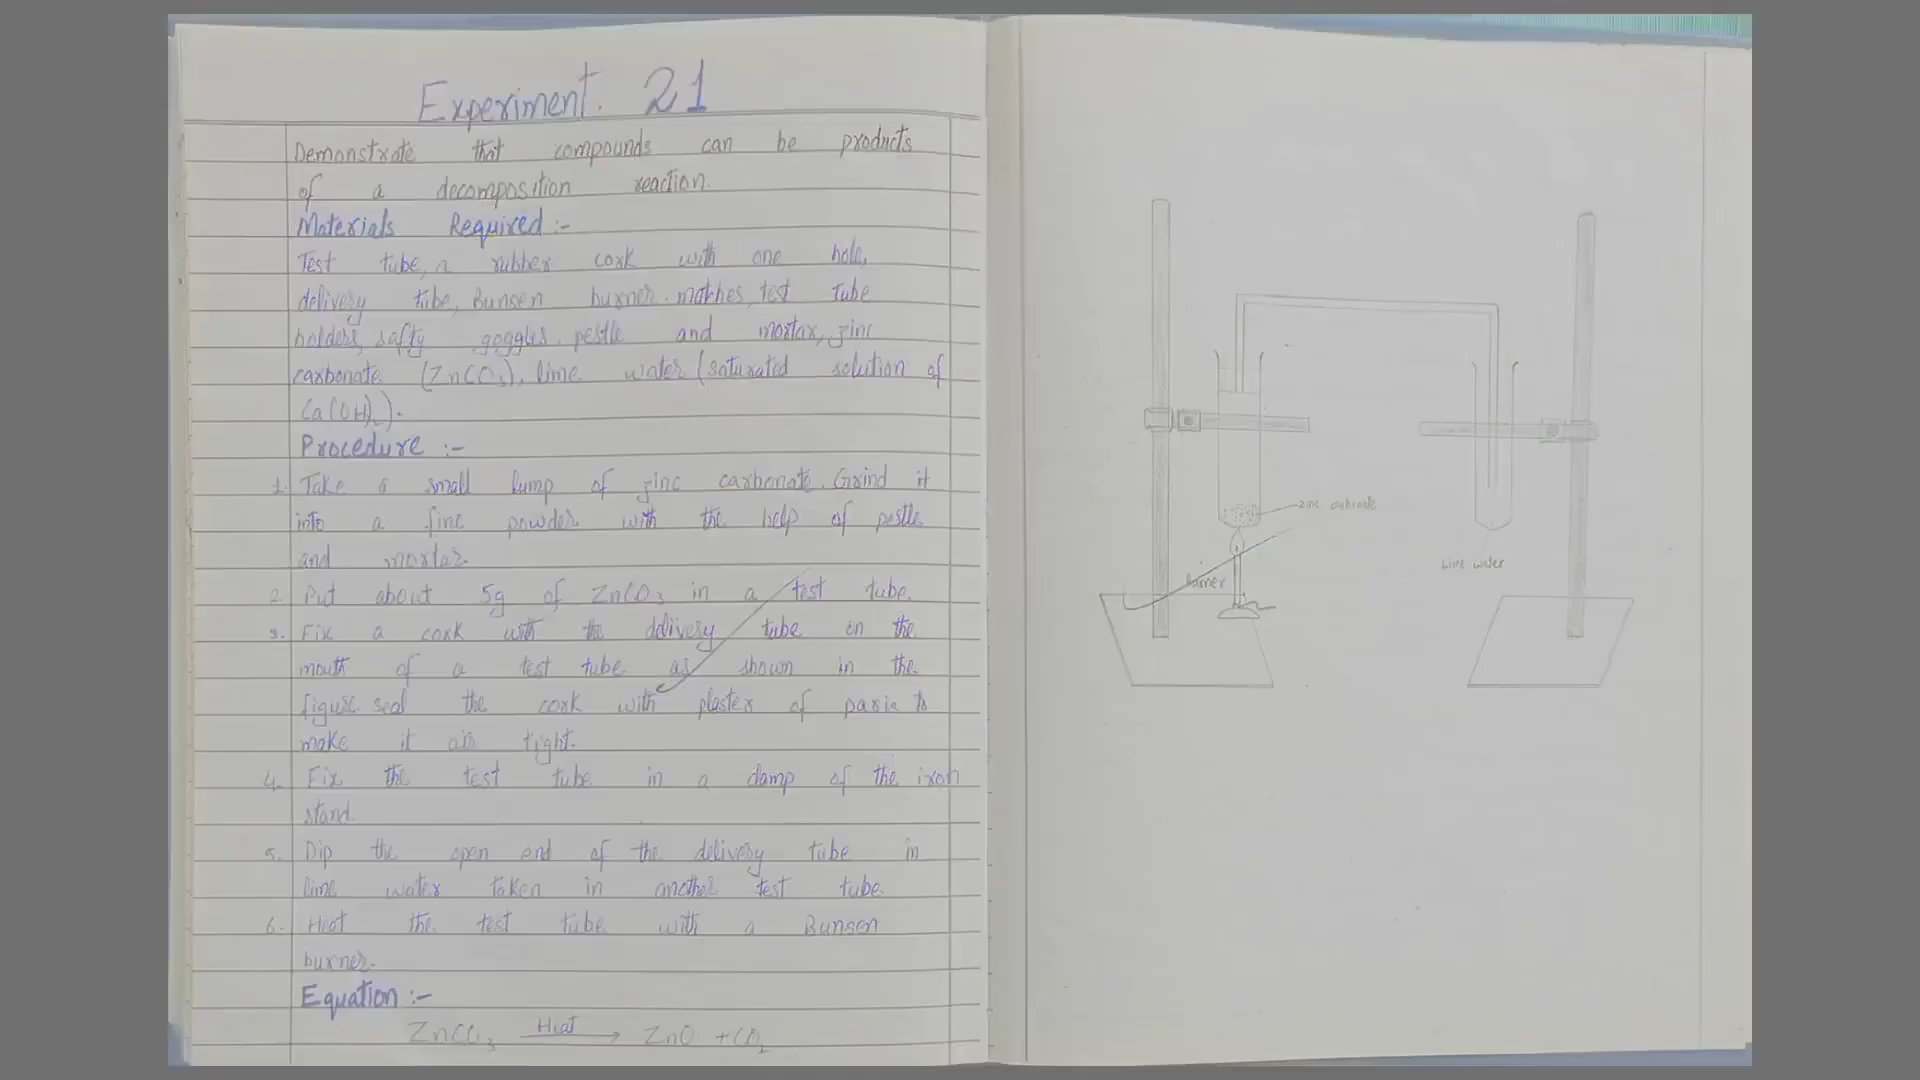 Experiment. 21
Demonstrate that compounds can be products
of a decomposition reaction.
Materials Required :-
Test tube, a rubber cork with one hole,
delivery tube, Bunsen burner. matches, test tube
holders, safty goggles. pestle and mortar, zinc
carbonate (ZnCO3), lime water (saturated solution of
Ca(OH)2).
Procedure :-
1. Take a small lump of zinc carbonate. Grind it
into a fine powder with the help of pestle
and mortar.
2. Put about 5g of ZnCO3 in a test tube.
3. Fix a cork with the delivery tube on the
mouth of a test tube as shown in the
figure seal the cork with plaster of paris to
make it air tight.
4. Fix the test tube in a clamp of the iron
stand.
5. Dip the open end of the delivery tube in
lime water taken in another test tube.
6. Heat the test tube with a Bunsen
burner.
Equation :-
ZnCO3 Heat → ZnO + CO2
zinc
Burner
Lime water